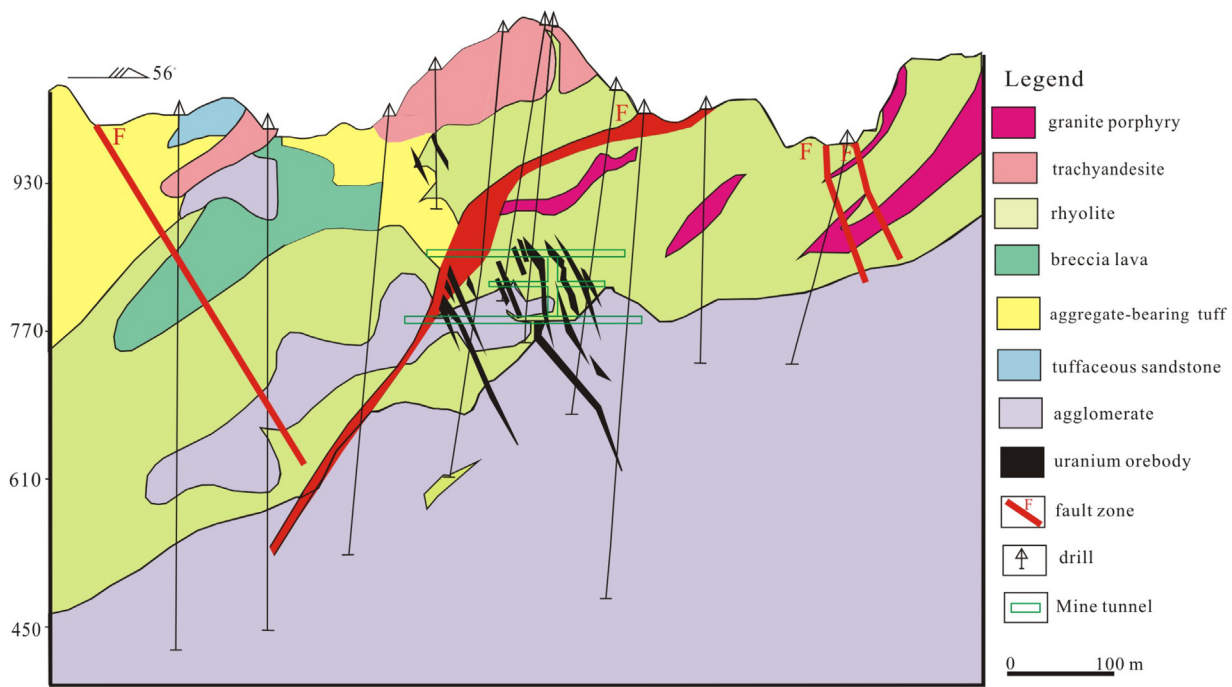 56°
F
F
F
F
930
770
610
450
Legend
granite porphyry
trachyandesite
rhyolite
breccia lava
aggregate-bearing tuff
tuffaceous sandstone
agglomerate
uranium orebody
F
fault zone
drill
Mine tunnel
0 100 m